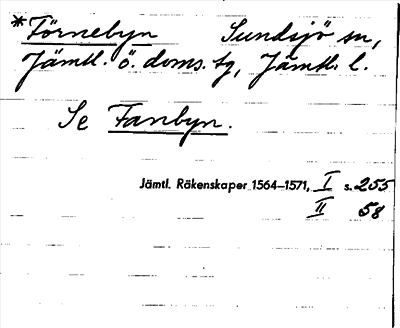 *Törnebyn Sundsjö sn,
Jämtl. ö. doms. tg, Jämtl. l.
Se Fanbyn.
Jämtl. Räkenskaper 1564–1571, I s. 255
II 58